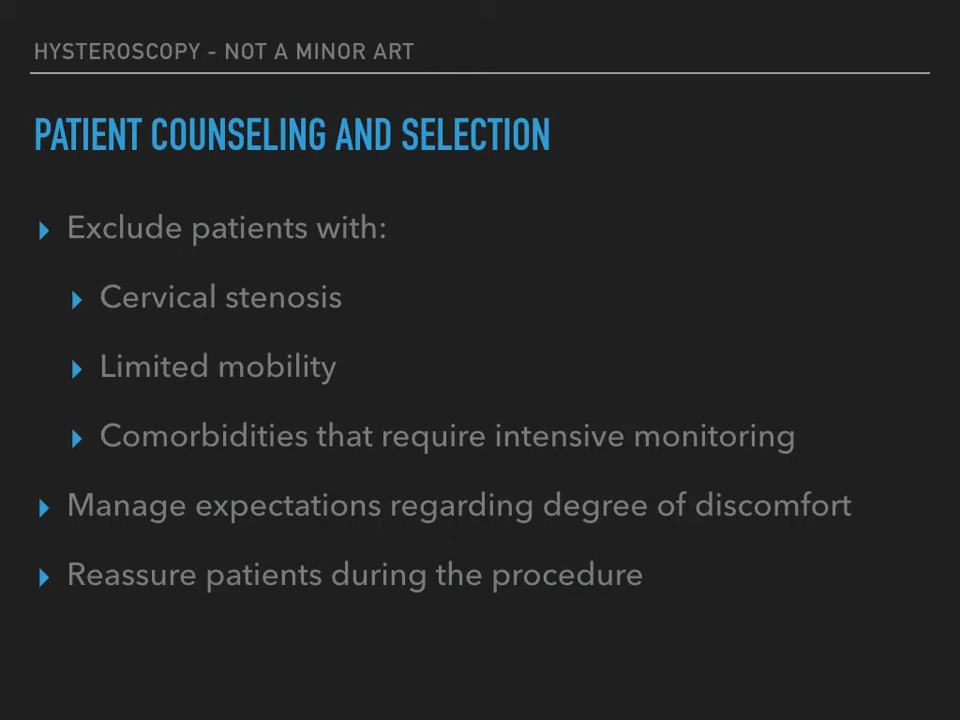 HYSTEROSCOPY - NOT A MINOR ART
PATIENT COUNSELING AND SELECTION
Exclude patients with:
Cervical stenosis
Limited mobility
Comorbidities that require intensive monitoring
Manage expectations regarding degree of discomfort
Reassure patients during the procedure